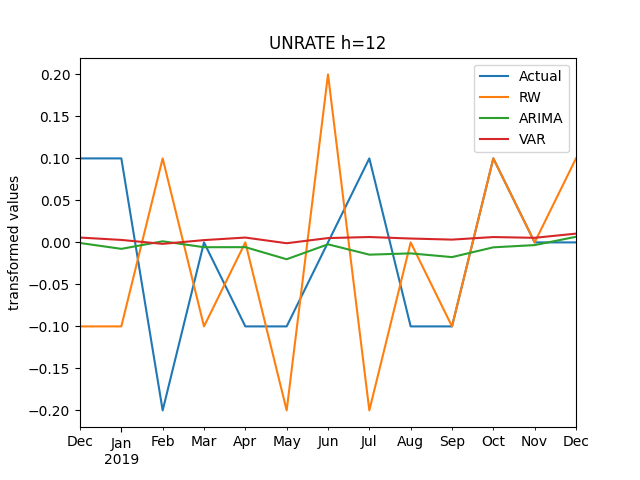 UNRATE h=12
transformed values
0.20
0.15
0.10
0.05
0.00
−0.05
−0.10
−0.15
−0.20
Actual
RW
ARIMA
VAR
Dec Jan Feb Mar Apr May Jun Jul Aug Sep Oct Nov Dec
2019